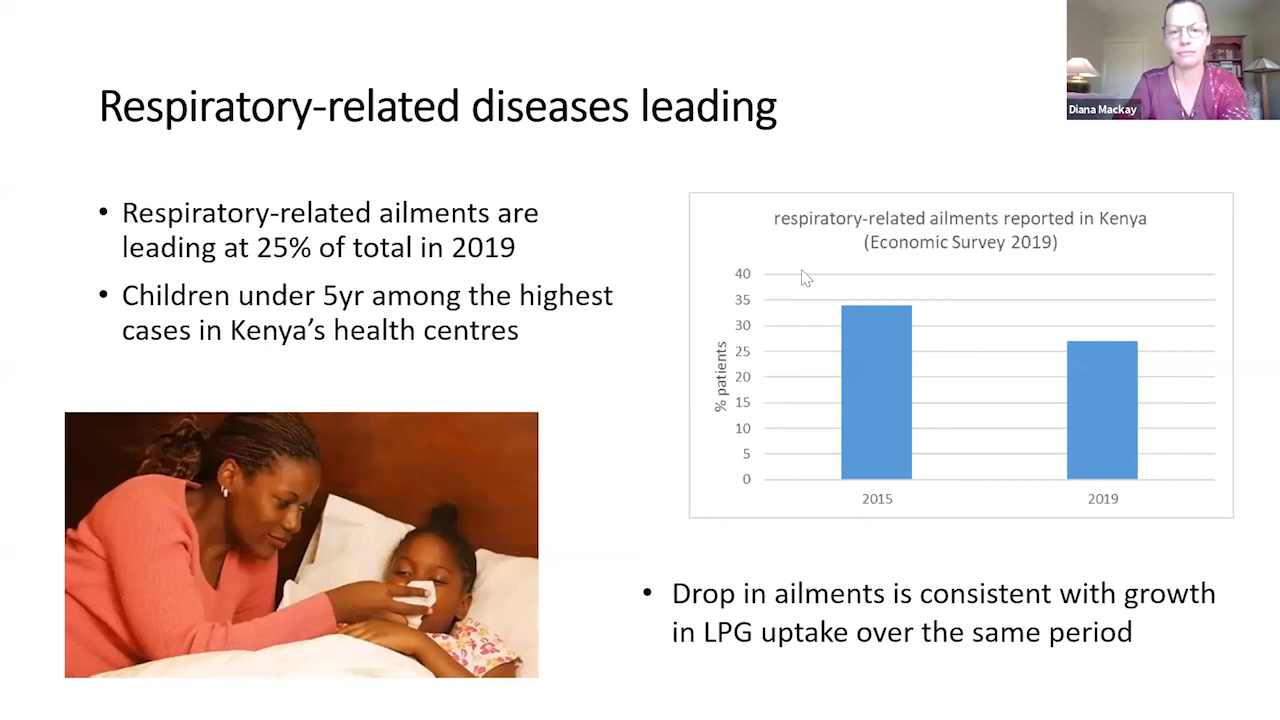 Diana Mackay
Respiratory-related diseases leading
• Respiratory-related ailments are
leading at 25% of total in 2019
• Children under 5yr among the highest
cases in Kenya's health centres
respiratory-related ailments reported in Kenya
(Economic Survey 2019)
% patients
40
35
30
25
20
15
10
5
0
2015
2019
• Drop in ailments is consistent with growth
in LPG uptake over the same period